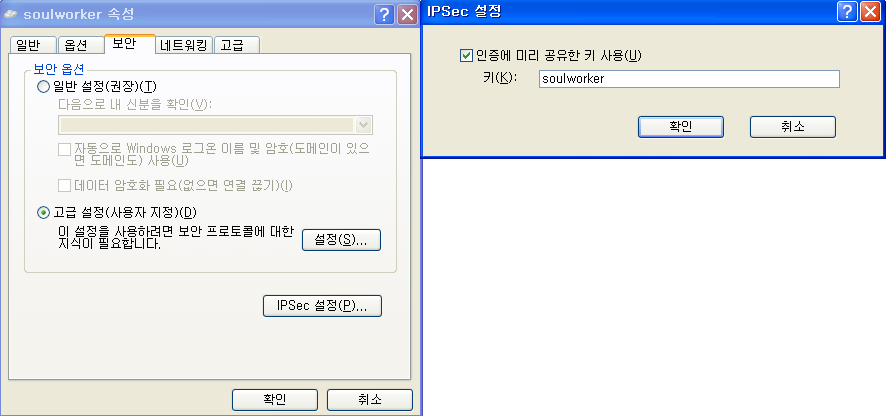 soulworker 속성
일반
옵션
보안
네트워킹
고급
보안 옵션
일반 설정(권장)(T)
다음으로 내 신분을 확인(V):
자동으로 Windows 로그온 이름 및 암호(도메인이 있으
면 도메인도) 사용(U)
데이터 암호화 필요(없으면 연결 끊기)(I)
고급 설정(사용자 지정)(D)
이 설정을 사용하려면 보안 프로토콜에 대한
지식이 필요합니다.
설정(S)...
IPSec 설정(P)...
확인
취소
IPSec 설정
인증에 미리 공유한 키 사용(U)
키(K):
soulworker
확인
취소